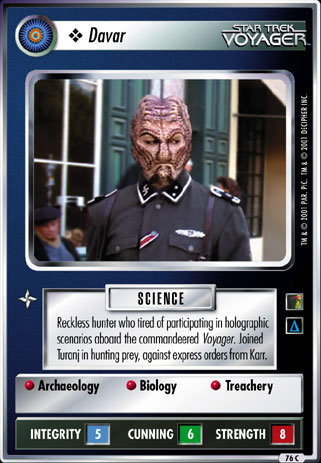 ❖ Davar
STAR TREK
VOYAGER
TM & © 2001 PAR. PIC. TM & © 2001 DECIPHER INC.
SCIENCE
Reckless hunter who tired of participating in holographic
scenarios aboard the commandeered Voyager. Joined
Turanj in hunting prey, against express orders from Karr.
Archaeology Biology Treachery
INTEGRITY 5 CUNNING 6 STRENGTH 8
76 C